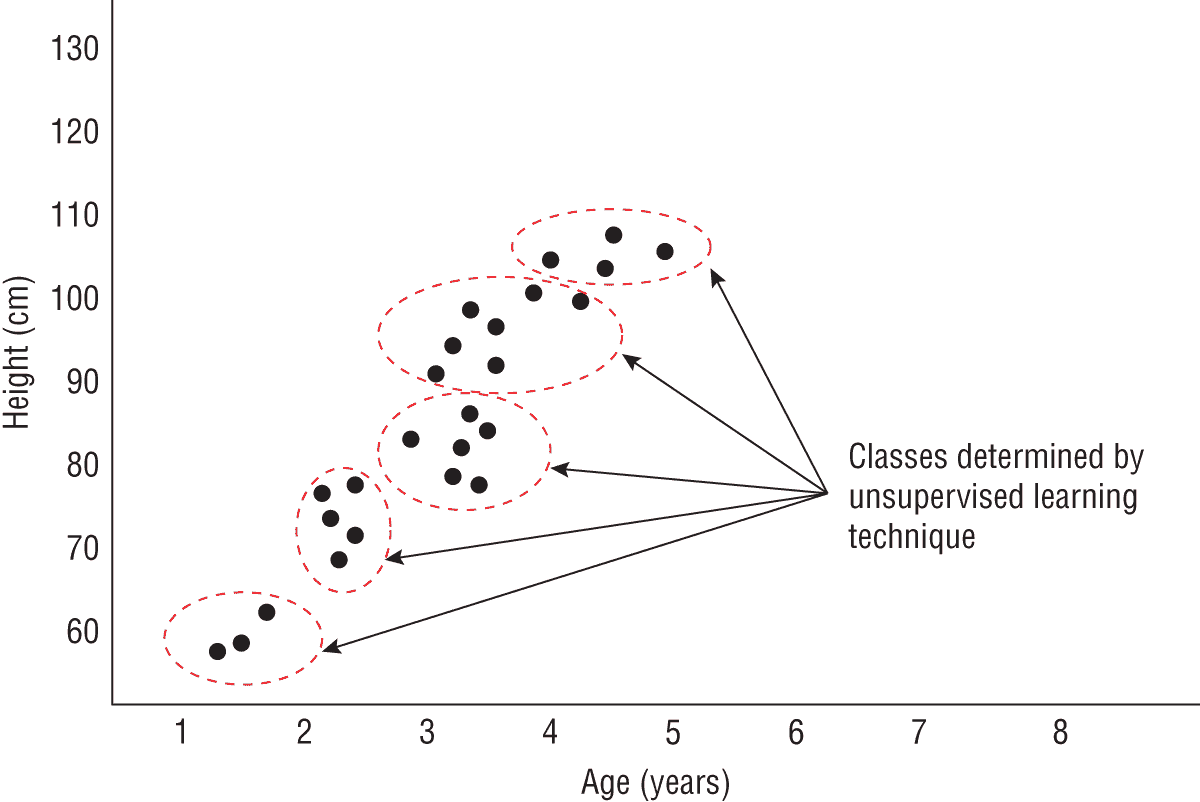 130
120
110
100
90
80
70
60
Height (cm)
Classes determined by
unsupervised learning
technique
1 2 3 4 5 6 7 8
Age (years)